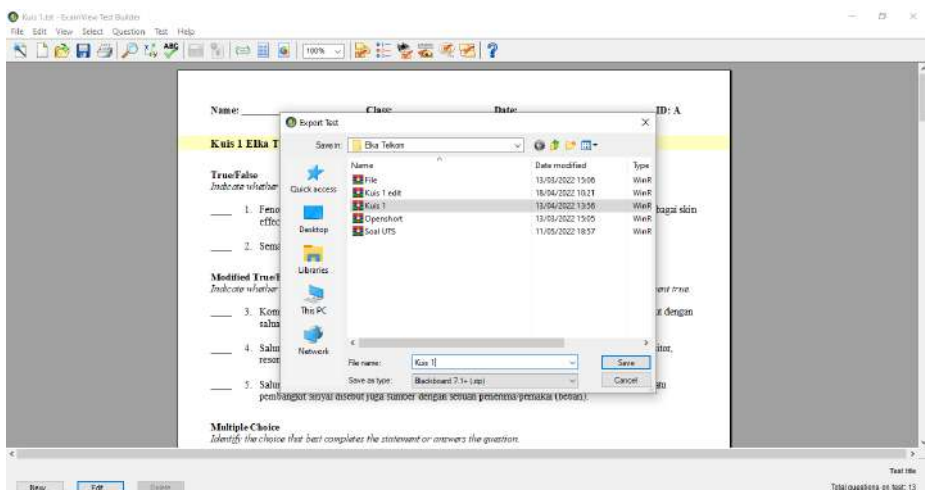 Kuis 1.tst - ExamView Test Builder
File Edit View Select Question Test Help
ABC
100%
?
Name: Class: Date: ID: A
Kuis 1 Elka T
True/False
Indicate whether
1. Feno bagai skin
effec
2. Sema
Modified True/F
Indicate whether ent true.
3. Kom t dengan
salua
4. Salur itor,
reson
5. Salur
pembangkit sinyal disebut juga sumber dengan sebuah penerima/pemakai (beban).
Multiple Choice
Identify the choice that best completes the statement or answers the question.
Export Test
Save in: Elka Telkom
Name Date modified Type
File 13/03/2022 15:06 WinR
Kuis 1 edit 18/04/2022 10:21 WinR
Kuis 1 13/04/2022 13:56 WinR
Openshort 13/03/2022 15:05 WinR
Soal UTS 11/05/2022 18:57 WinR
Quick access
Desktop
Libraries
This PC
Network
File name: Kuis 1 Save
Save as type: Blackboard 7.1+ (.zip) Cancel
Test title
New Edit Delete Total questions on test: 13